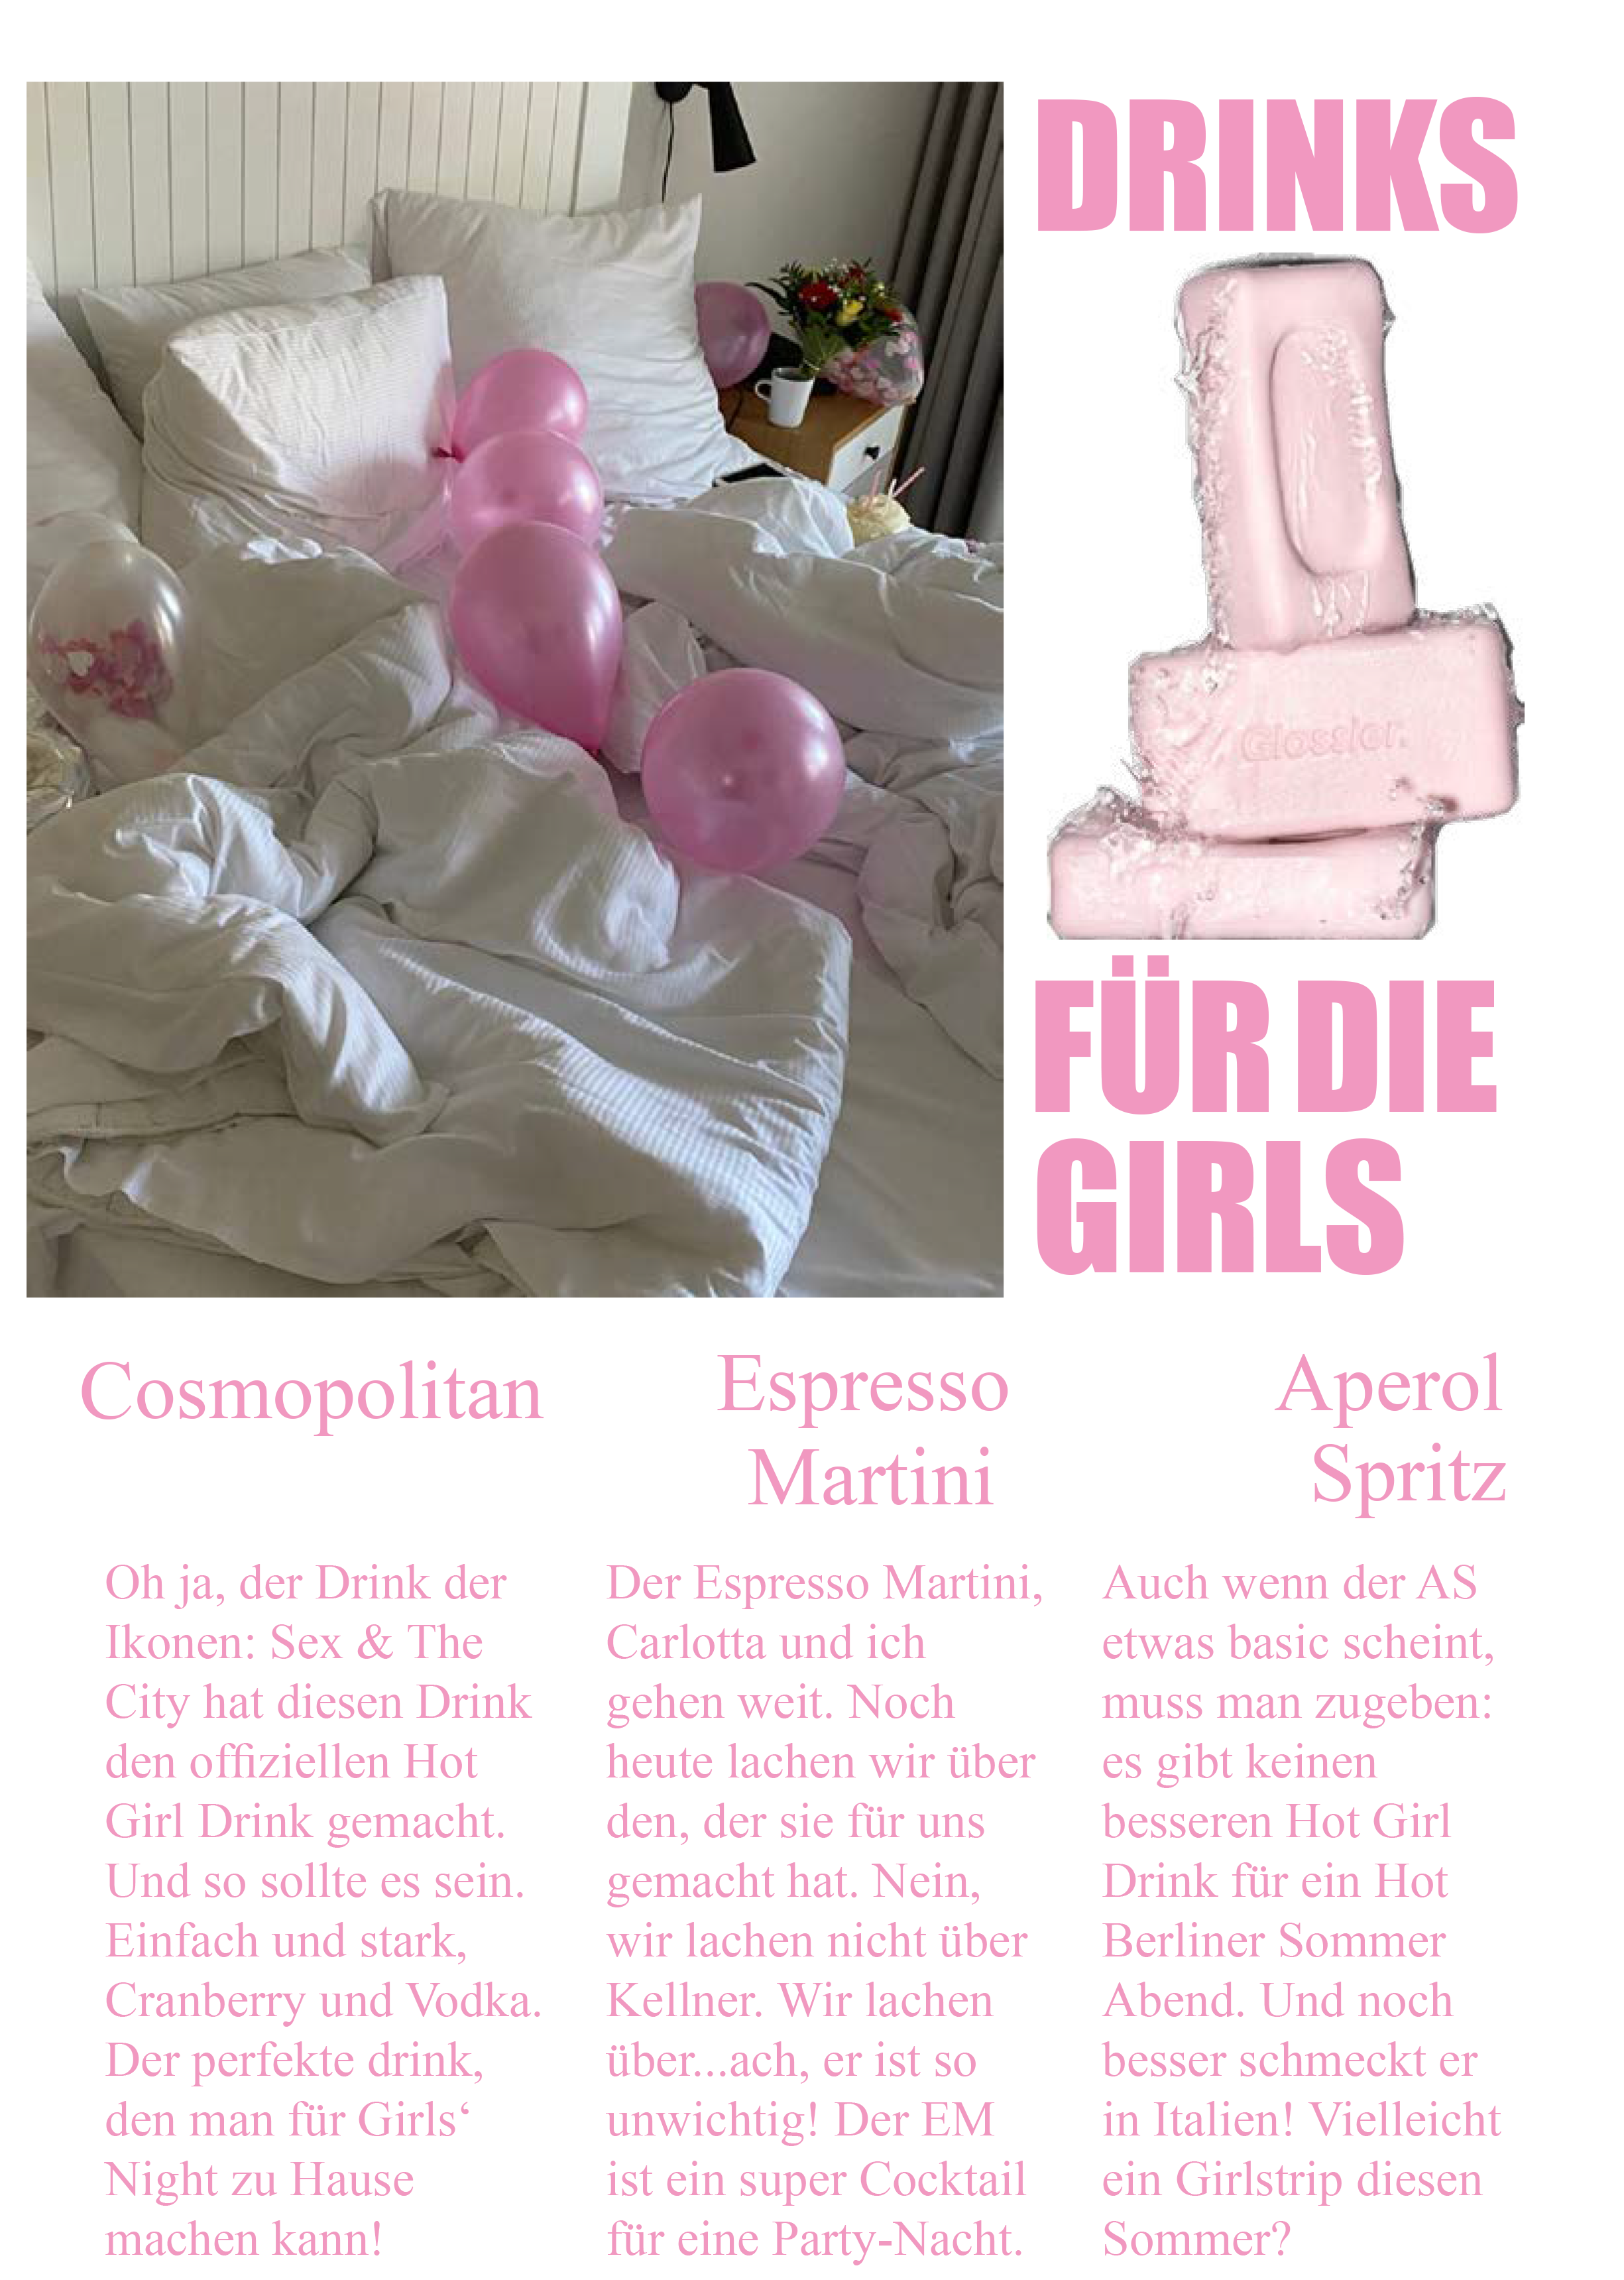 DRINKS
Glossier.
FÜR DIE
GIRLS
Cosmopolitan
Oh ja, der Drink der
Ikonen: Sex & The
City hat diesen Drink
den offiziellen Hot
Girl Drink gemacht.
Und so sollte es sein.
Einfach und stark,
Cranberry und Vodka.
Der perfekte drink,
den man für Girls‘
Night zu Hause
machen kann!
Espresso
Martini
Der Espresso Martini,
Carlotta und ich
gehen weit. Noch
heute lachen wir über
den, der sie für uns
gemacht hat. Nein,
wir lachen nicht über
Kellner. Wir lachen
über...ach, er ist so
unwichtig! Der EM
ist ein super Cocktail
für eine Party-Nacht.
Aperol
Spritz
Auch wenn der AS
etwas basic scheint,
muss man zugeben:
es gibt keinen
besseren Hot Girl
Drink für ein Hot
Berliner Sommer
Abend. Und noch
besser schmeckt er
in Italien! Vielleicht
ein Girlstrip diesen
Sommer?